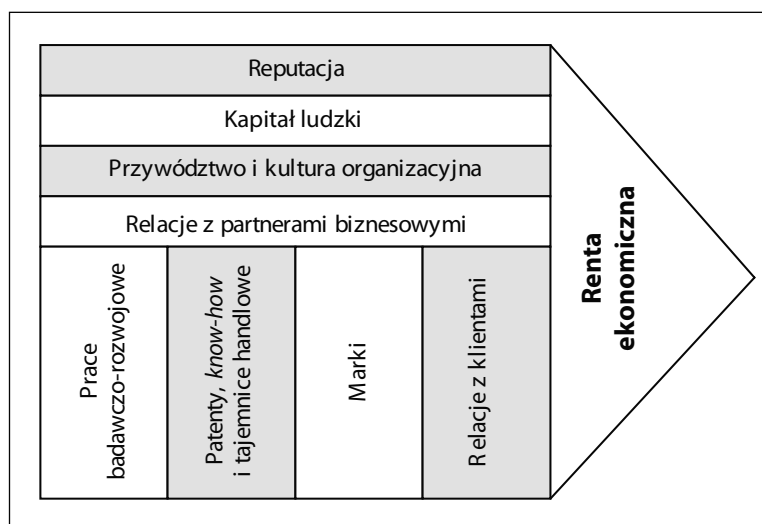 Reputacja
Kapitał ludzki
Przywództwo i kultura organizacyjna
Relacje z partnerami biznesowymi
Prace
badawczo-rozwojowe
Patenty, know-how
i tajemnice handlowe
Marki
Relacje z klientami
Renta
ekonomiczna